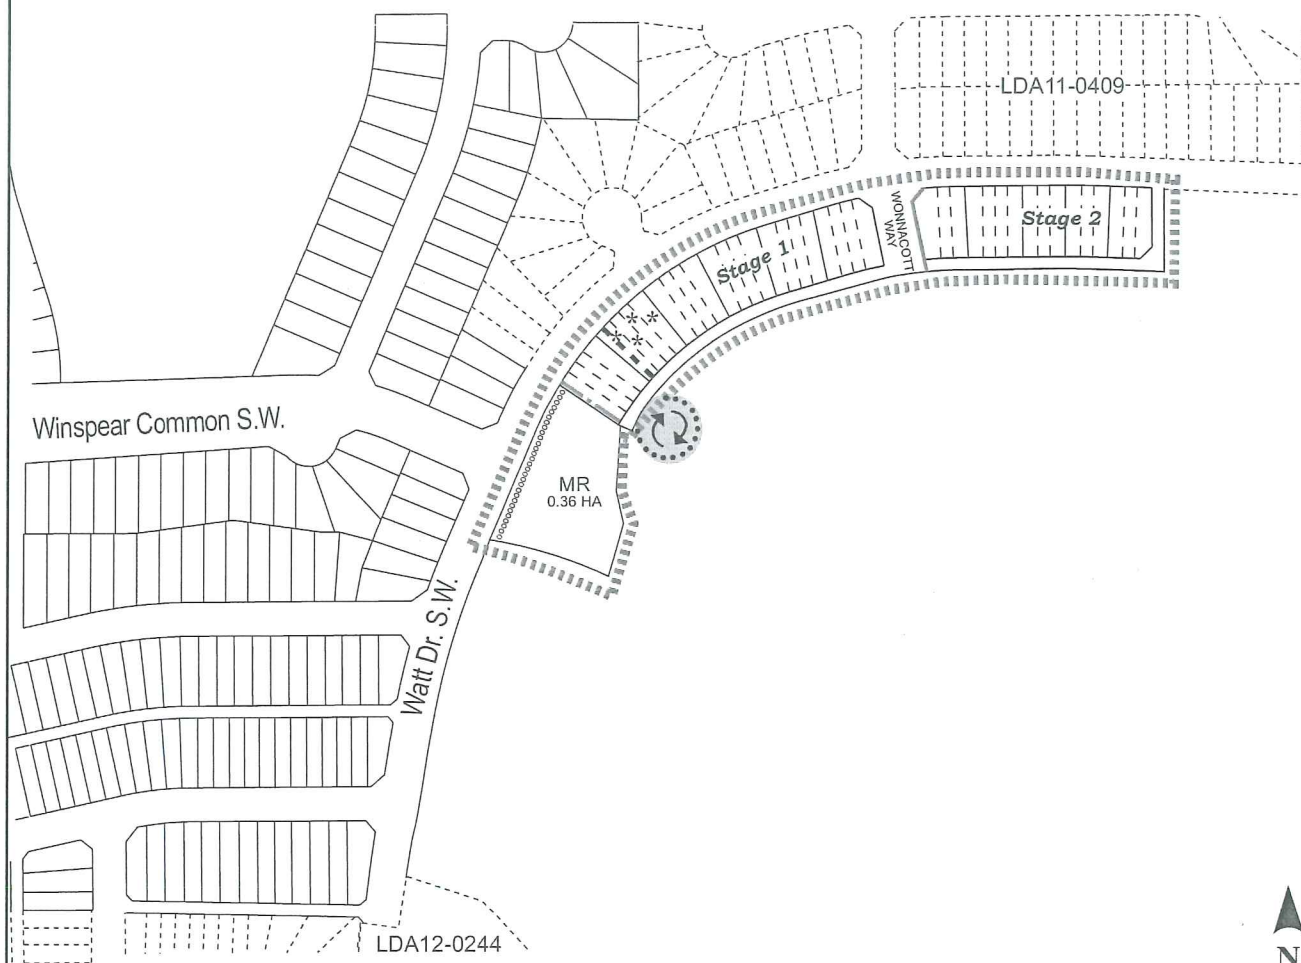 LDA11-0409
WONNACOTT
WAY
Stage 2
Stage 1
Winspear Common S.W.
MR
0.36 HA
Watt Dr. S.W.
LDA12-0244
N